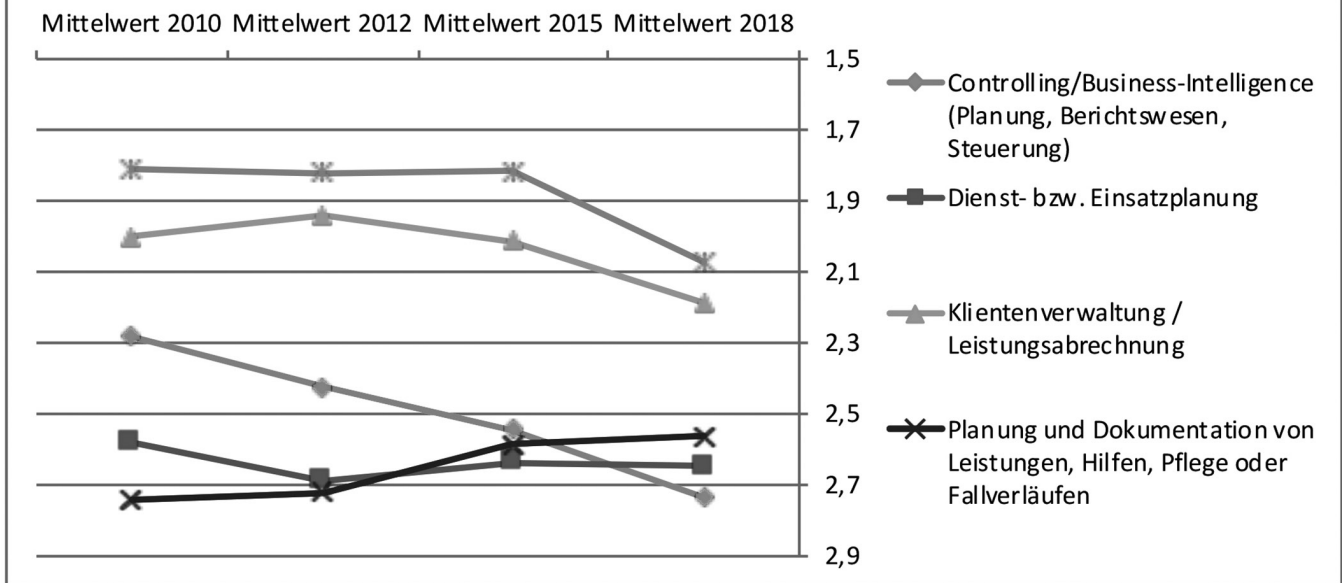 Mittelwert 2010 Mittelwert 2012 Mittelwert 2015 Mittelwert 2018
1,5
1,7
1,9
2,1
2,3
2,5
2,7
2,9
Controlling/Business-Intelligence
(Planung, Berichtswesen,
Steuerung)
Dienst- bzw. Einsatzplanung
Klientenverwaltung /
Leistungsabrechnung
Planung und Dokumentation von
Leistungen, Hilfen, Pflege oder
Fallverläufen